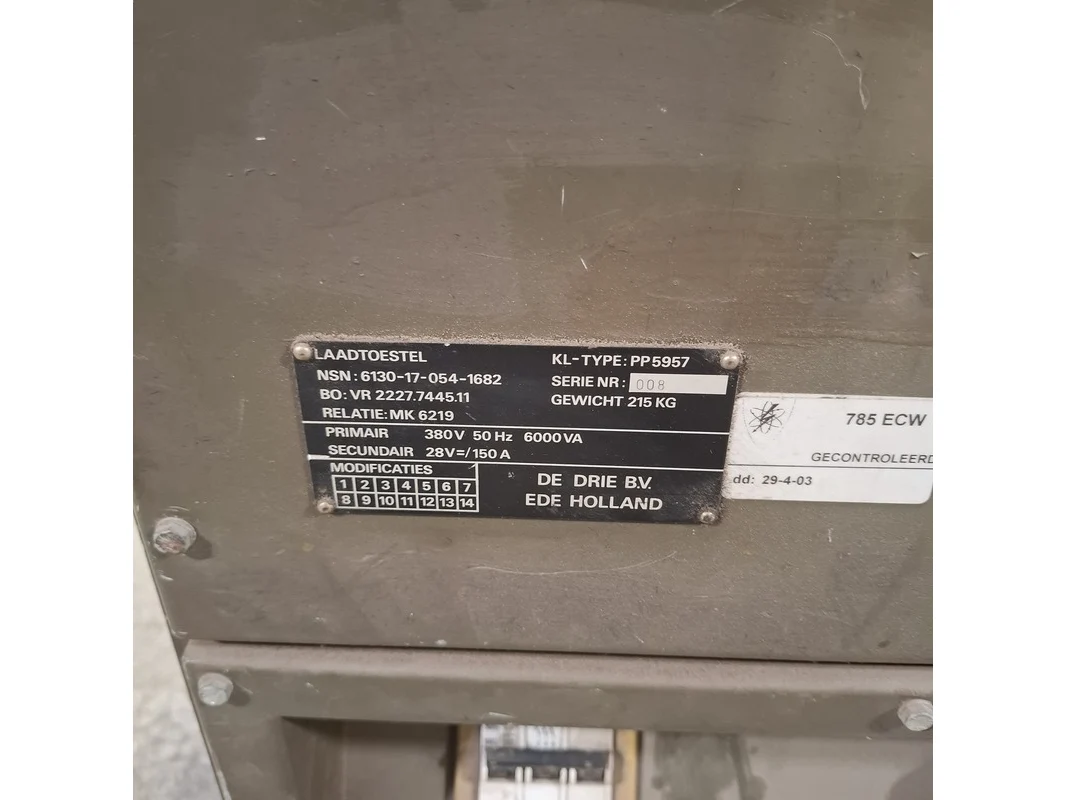 LAADTOESTEL
KL-TYPE: PP5957
NSN: 6130-17-054-1682
SERIE NR: 008
BO: VR 2227.7445.11
GEWICHT 215 KG
RELATIE: MK 6219
PRIMAIR 380V 50 Hz 6000VA
SECUNDAIR 28V=/150 A
MODIFICATIES
1 2 3 4 5 6 7
8 9 10 11 12 13 14
DE DRIE B.V.
EDE HOLLAND
785 ECW
GECONTROLEERD
dd: 29-4-03